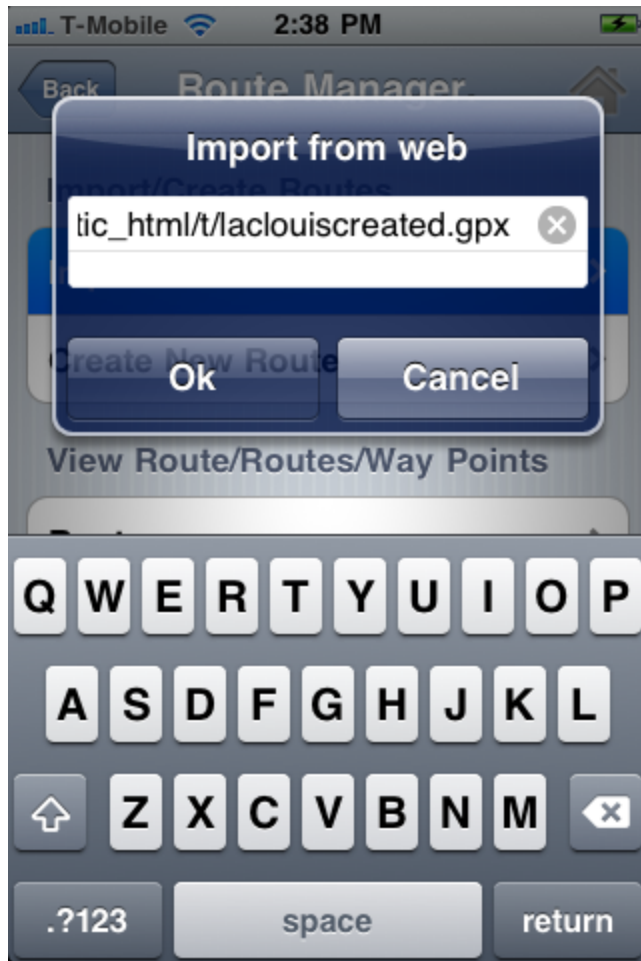 T-Mobile 2:38 PM
Back Route Manager
Import/Create Routes
Import from web
tic_html/t/laclouiscreated.gpx
Create New Route
Ok Cancel
View Route/Routes/Way Points
Q W E R T Y U I O P
A S D F G H J K L
Z X C V B N M
.?123 space return